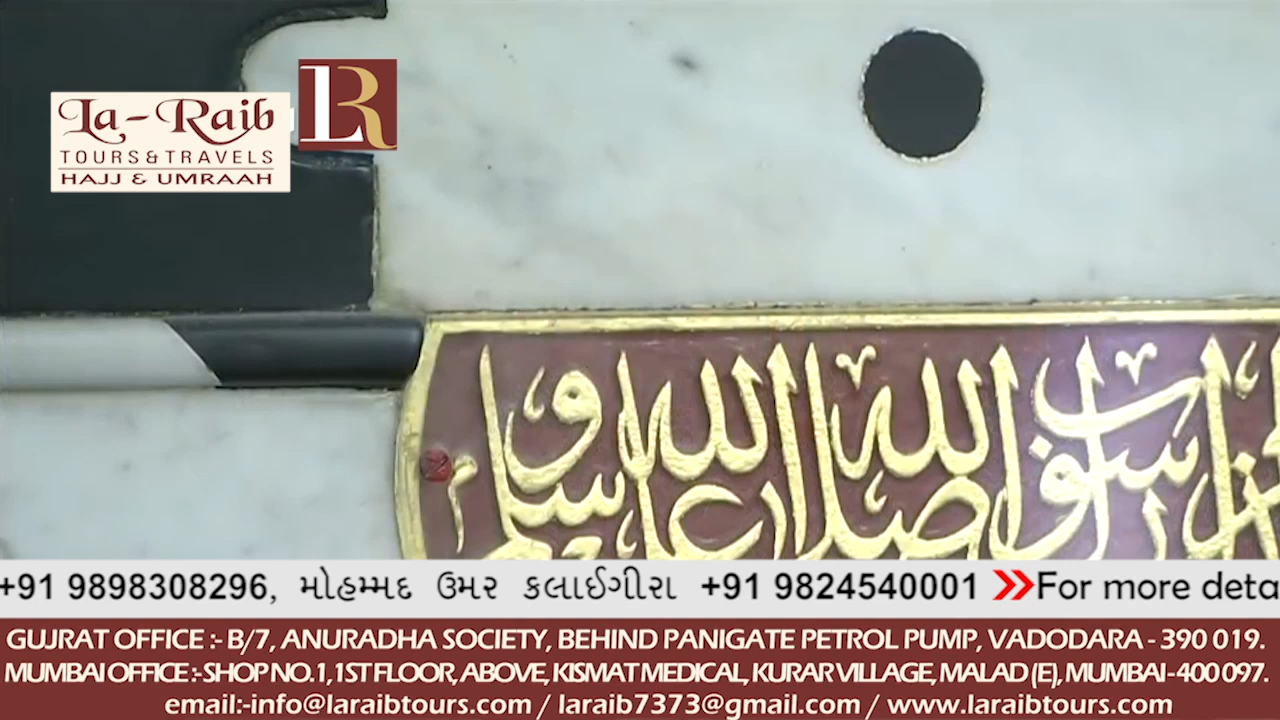 La-Raib
TOURS & TRAVELS
HAJJ & UMRAAH
LR
الله
الله
+91 9898308296, મોહમ્મદ ઉમર કલાઈગીરા +91 9824540001 For more deta
GUJRAT OFFICE :- B/7, ANURADHA SOCIETY, BEHIND PANIGATE PETROL PUMP, VADODARA - 390 019.
MUMBAI OFFICE :- SHOP NO. 1, 1ST FLOOR, ABOVE, KISMAT MEDICAL, KURAR VILLAGE, MALAD (E), MUMBAI - 400 097.
email:-info@laraibtours.com / laraib7373@gmail.com / www.laraibtours.com